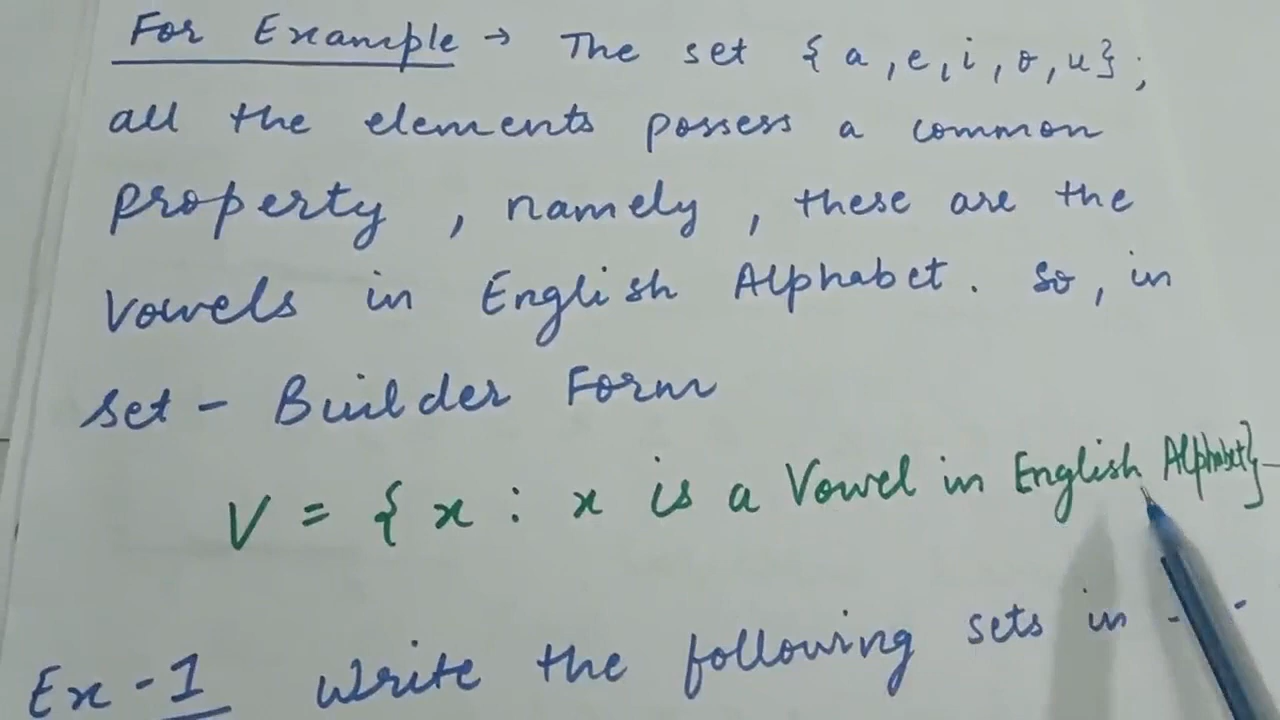 For Example → The set {a, e, i, o, u};
all the elements possess a common
property, namely, these are the
Vowels in English Alphabet. So, in
Set - Builder Form
V = { x : x is a Vowel in English Alphabet}
Ex - 1 Write the following sets in